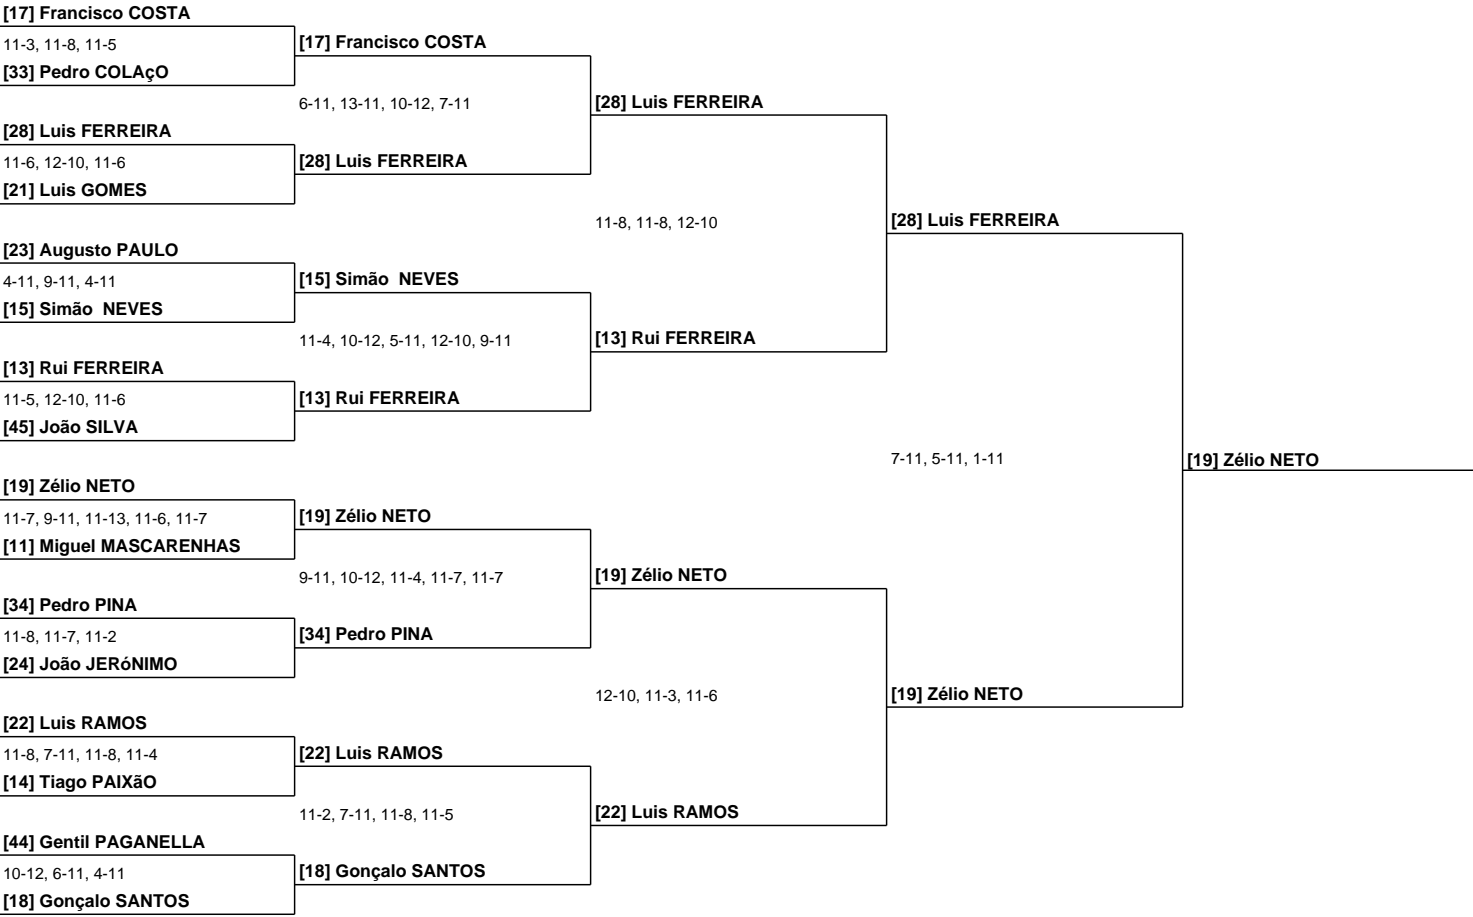 [17] Francisco COSTA
11-3, 11-8, 11-5
[17] Francisco COSTA
[33] Pedro COLAçO
6-11, 13-11, 10-12, 7-11
[28] Luis FERREIRA
[28] Luis FERREIRA
11-6, 12-10, 11-6
[28] Luis FERREIRA
[21] Luis GOMES
11-8, 11-8, 12-10
[28] Luis FERREIRA
[23] Augusto PAULO
4-11, 9-11, 4-11
[15] Simão  NEVES
[15] Simão  NEVES
11-4, 10-12, 5-11, 12-10, 9-11
[13] Rui FERREIRA
[13] Rui FERREIRA
11-5, 12-10, 11-6
[13] Rui FERREIRA
[45] João SILVA
7-11, 5-11, 1-11
[19] Zélio NETO
[19] Zélio NETO
11-7, 9-11, 11-13, 11-6, 11-7
[19] Zélio NETO
[11] Miguel MASCARENHAS
9-11, 10-12, 11-4, 11-7, 11-7
[19] Zélio NETO
[34] Pedro PINA
11-8, 11-7, 11-2
[34] Pedro PINA
[24] João JERóNIMO
12-10, 11-3, 11-6
[19] Zélio NETO
[22] Luis RAMOS
11-8, 7-11, 11-8, 11-4
[22] Luis RAMOS
[14] Tiago PAIXãO
11-2, 7-11, 11-8, 11-5
[22] Luis RAMOS
[44] Gentil PAGANELLA
10-12, 6-11, 4-11
[18] Gonçalo SANTOS
[18] Gonçalo SANTOS